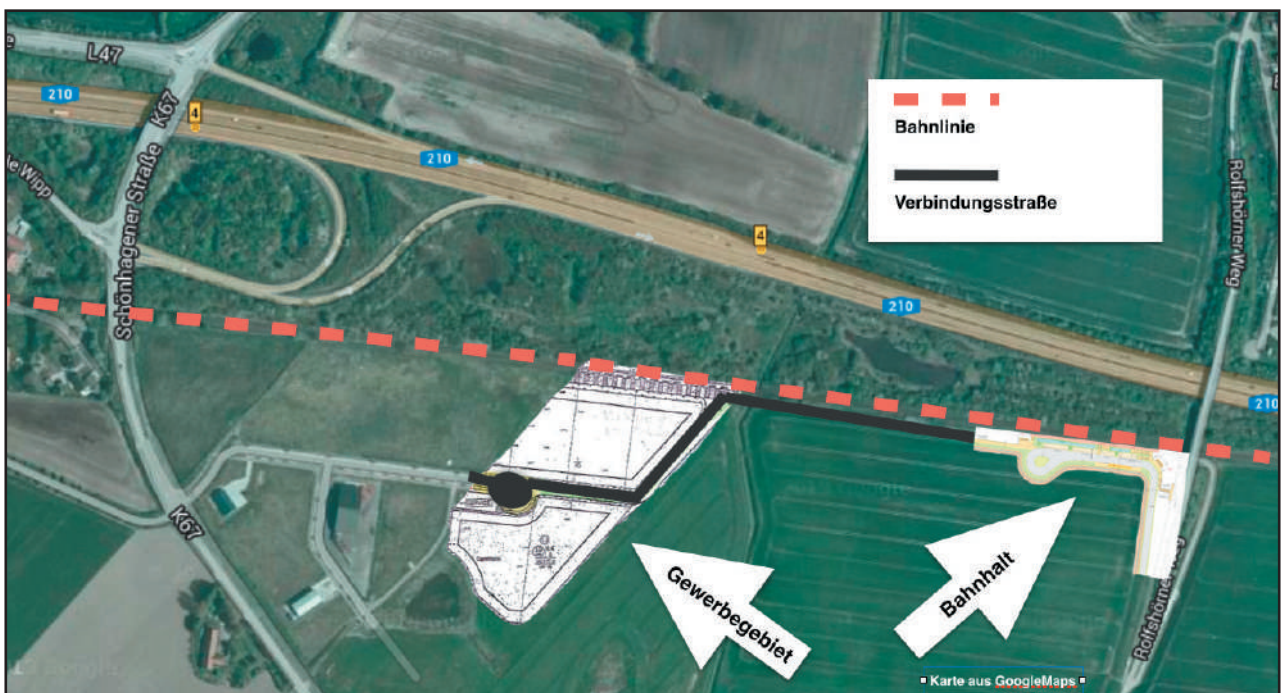 L47
210
4
K67
Schönhagener Straße
210
Bahnlinie
Verbindungsstraße
4
210
Rolfshörner Weg
210
K67
Gewerbegebiet
Bahnhalt
Rolfshörner
Karte aus GoogleMaps